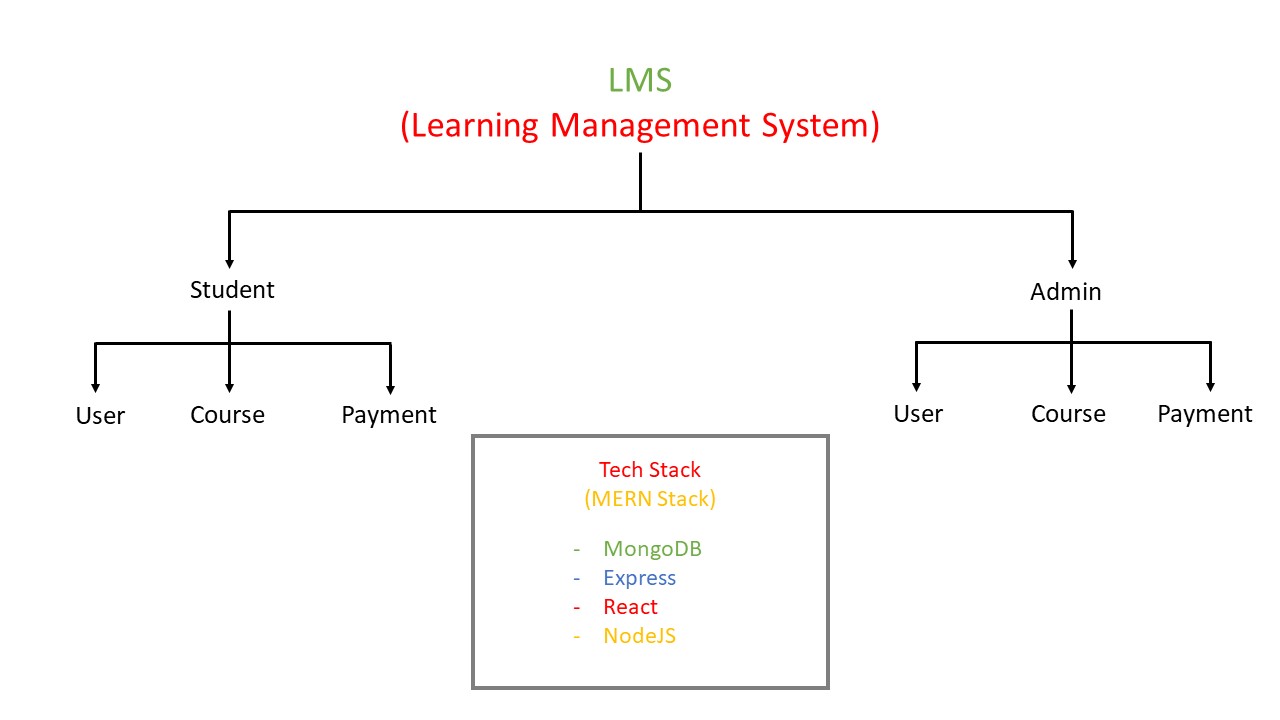 LMS
(Learning Management System)
Student
Admin
User
Course
Payment
User
Course
Payment
Tech Stack
(MERN Stack)
- MongoDB
- Express
- React
- NodeJS